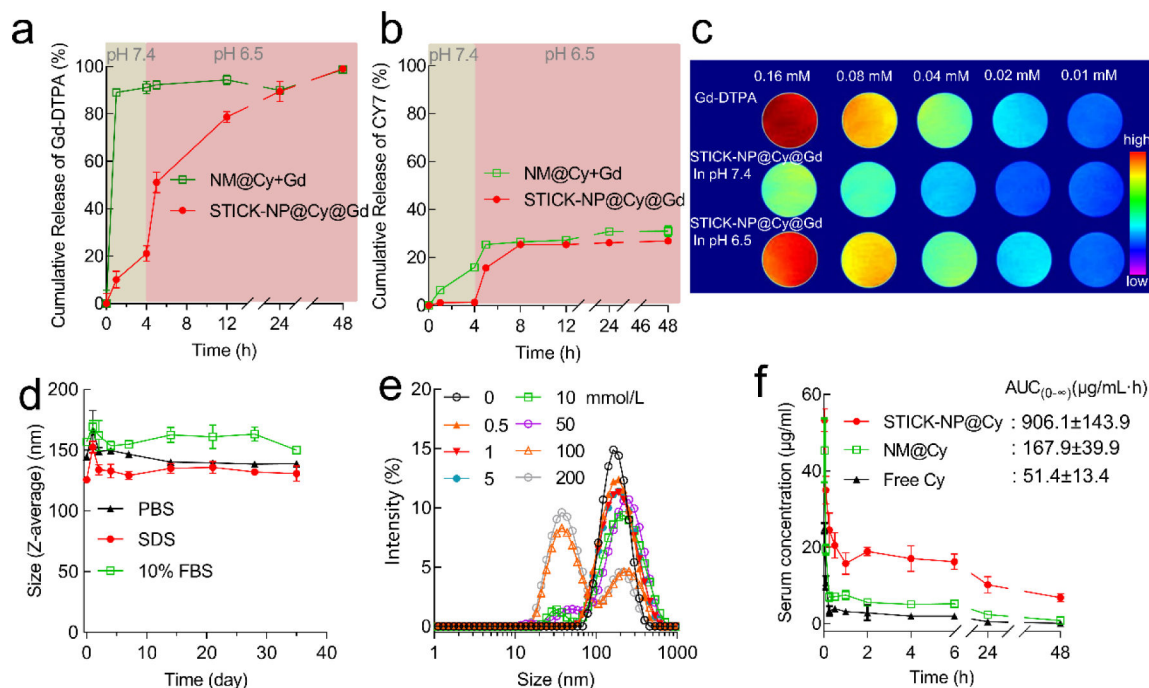 a
pH 7.4 pH 6.5
Cumulative Release of Gd-DTPA (%)
100
80
60
40
20
0
NM@Cy+Gd
STICK-NP@Cy@Gd
0 4 8 12 24 48
Time (h)
b
pH 7.4 pH 6.5
Cumulative Release of CY7 (%)
100
80
60
40
20
0
NM@Cy+Gd
STICK-NP@Cy@Gd
0 4 8 12 24 46 48
Time (h)
c
0.16 mM 0.08 mM 0.04 mM 0.02 mM 0.01 mM
Gd-DTPA
STICK-NP@Cy@Gd
In pH 7.4
STICK-NP@Cy@Gd
In pH 6.5
high
low
d
Size (Z-average) (nm)
200
150
100
50
0
PBS
SDS
10% FBS
0 10 20 30 40
Time (day)
e
Intensity (%)
20
15
10
5
0
0 10 mmol/L
0.5 50
1 100
5 200
1 10 100 1000
Size (nm)
f
Serum concentration (µg/ml)
60
40
20
0
AUC(0-∞)(µg/mL·h)
STICK-NP@Cy : 906.1±143.9
NM@Cy : 167.9±39.9
Free Cy : 51.4±13.4
0 2 4 6 24 48
Time (h)